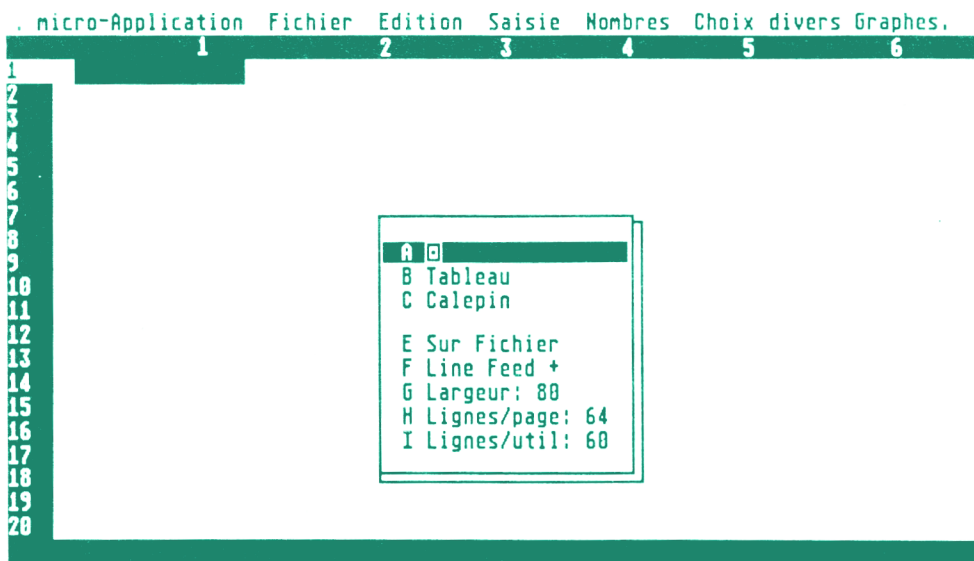 . micro-Application Fichier Edition Saisie Nombres Choix divers Graphes.
1 2 3 4 5 6
1
2
3
4
5
6
7
8
9
10
11
12
13
14
15
16
17
18
19
20
A
B Tableau
C Calepin
E Sur Fichier
F Line Feed +
G Largeur: 80
H Lignes/page: 64
I Lignes/util: 60